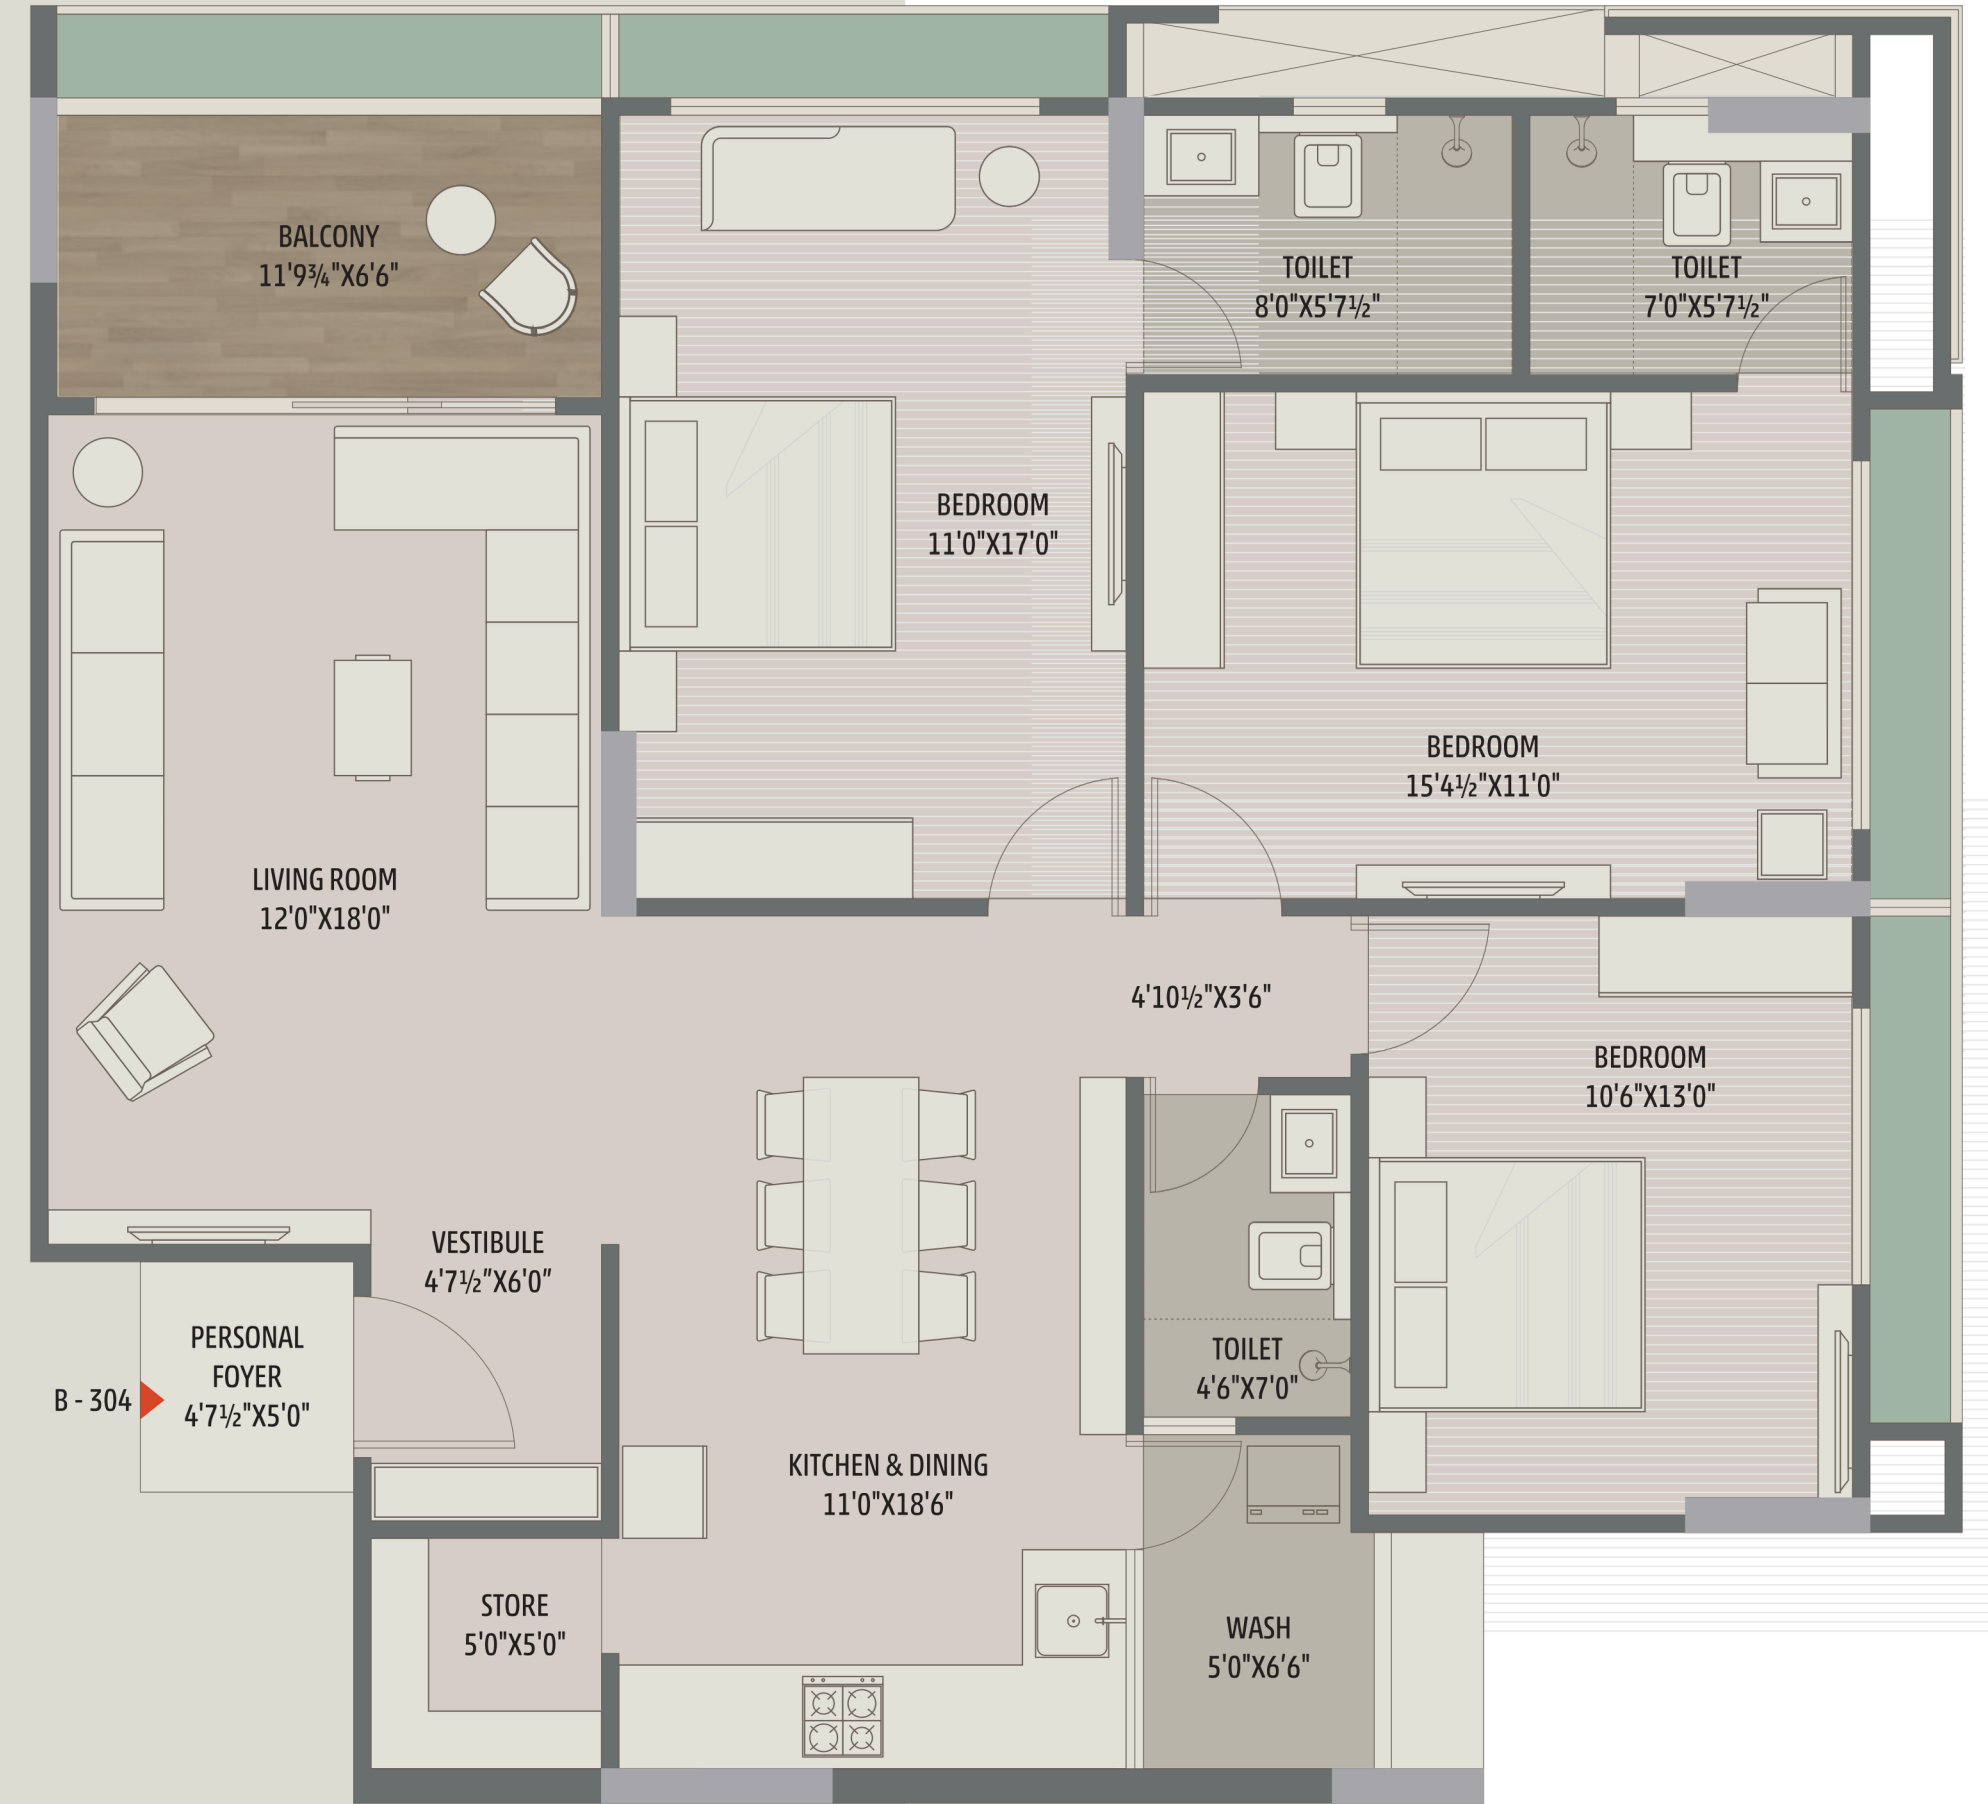 BALCONY
11'9¾"X6'6"
TOILET
8'0"X5'7½"
TOILET
7'0"X5'7½"
BEDROOM
11'0"X17'0"
BEDROOM
15'4½"X11'0"
LIVING ROOM
12'0"X18'0"
4'10½"X3'6"
BEDROOM
10'6"X13'0"
VESTIBULE
4'7½"X6'0"
PERSONAL
FOYER
4'7½"X5'0"
B - 304
TOILET
4'6"X7'0"
KITCHEN & DINING
11'0"X18'6"
STORE
5'0"X5'0"
WASH
5'0"X6'6"